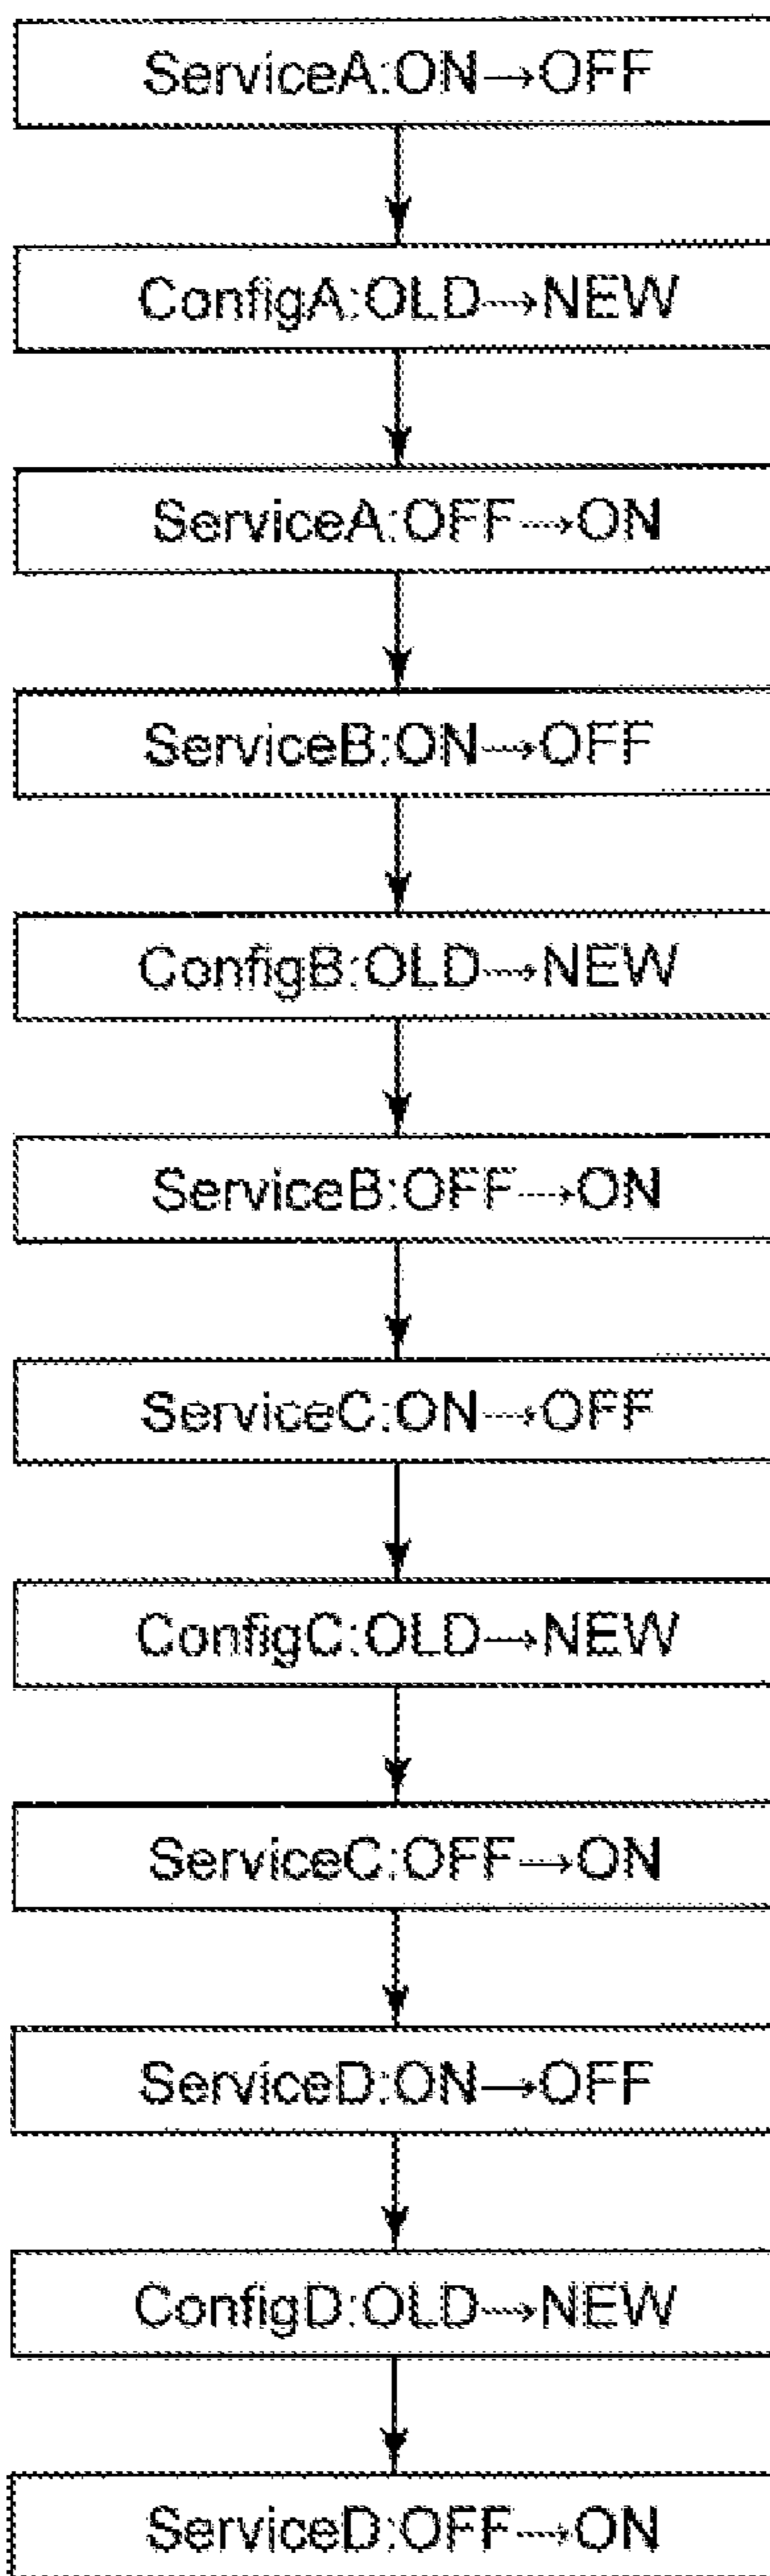 ServiceA:ON→OFF
ConfigA:OLD→NEW
ServiceA:OFF→ON
ServiceB:ON→OFF
ConfigB:OLD→NEW
ServiceB:OFF→ON
ServiceC:ON→OFF
ConfigC:OLD→NEW
ServiceC:OFF→ON
ServiceD:ON→OFF
ConfigD:OLD→NEW
ServiceD:OFF→ON